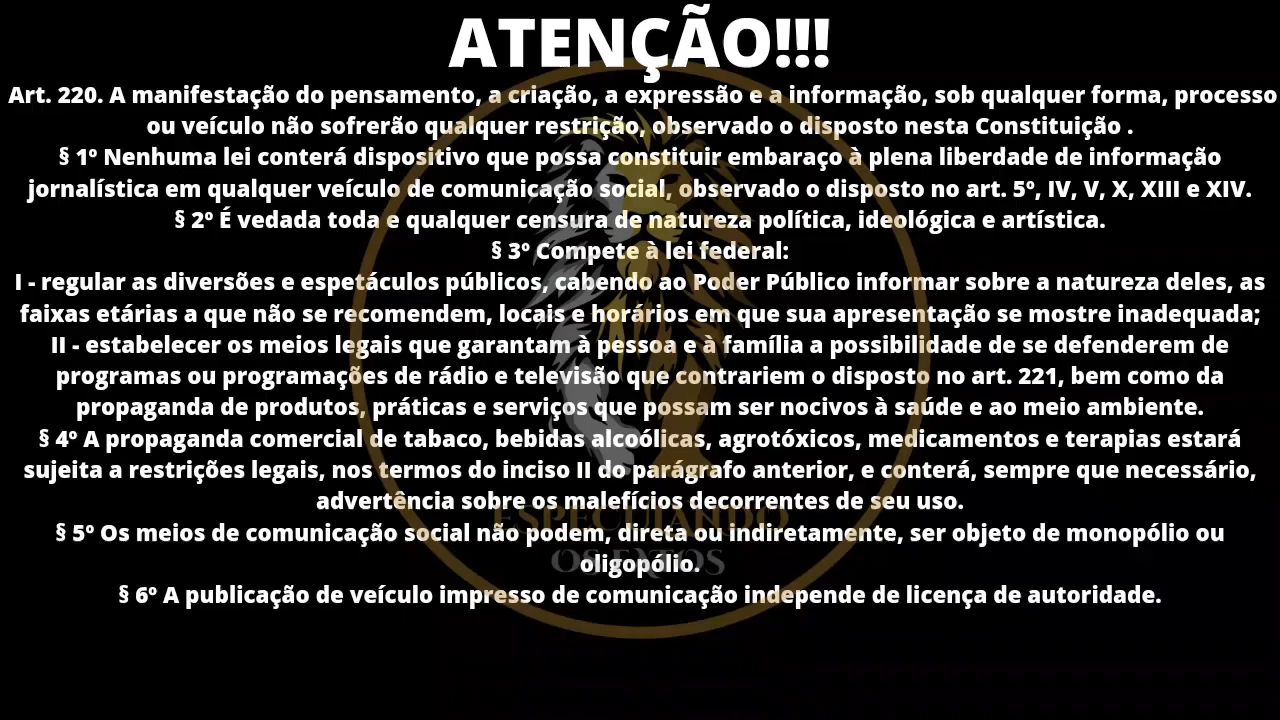 ATENÇÃO!!!
Art. 220. A manifestação do pensamento, a criação, a expressão e a informação, sob qualquer forma, processo
ou veículo não sofrerão qualquer restrição, observado o disposto nesta Constituição .
§ 1º Nenhuma lei conterá dispositivo que possa constituir embaraço à plena liberdade de informação
jornalística em qualquer veículo de comunicação social, observado o disposto no art. 5º, IV, V, X, XIII e XIV.
§ 2º É vedada toda e qualquer censura de natureza política, ideológica e artística.
§ 3º Compete à lei federal:
I - regular as diversões e espetáculos públicos, cabendo ao Poder Público informar sobre a natureza deles, as
faixas etárias a que não se recomendem, locais e horários em que sua apresentação se mostre inadequada;
II - estabelecer os meios legais que garantam à pessoa e à família a possibilidade de se defenderem de
programas ou programações de rádio e televisão que contrariem o disposto no art. 221, bem como da
propaganda de produtos, práticas e serviços que possam ser nocivos à saúde e ao meio ambiente.
§ 4º A propaganda comercial de tabaco, bebidas alcoólicas, agrotóxicos, medicamentos e terapias estará
sujeita a restrições legais, nos termos do inciso II do parágrafo anterior, e conterá, sempre que necessário,
advertência sobre os malefícios decorrentes de seu uso.
ESPECULANDO
§ 5º Os meios de comunicação social não podem, direta ou indiretamente, ser objeto de monopólio ou
oligopólio.
§ 6º A publicação de veículo impresso de comunicação independe de licença de autoridade.